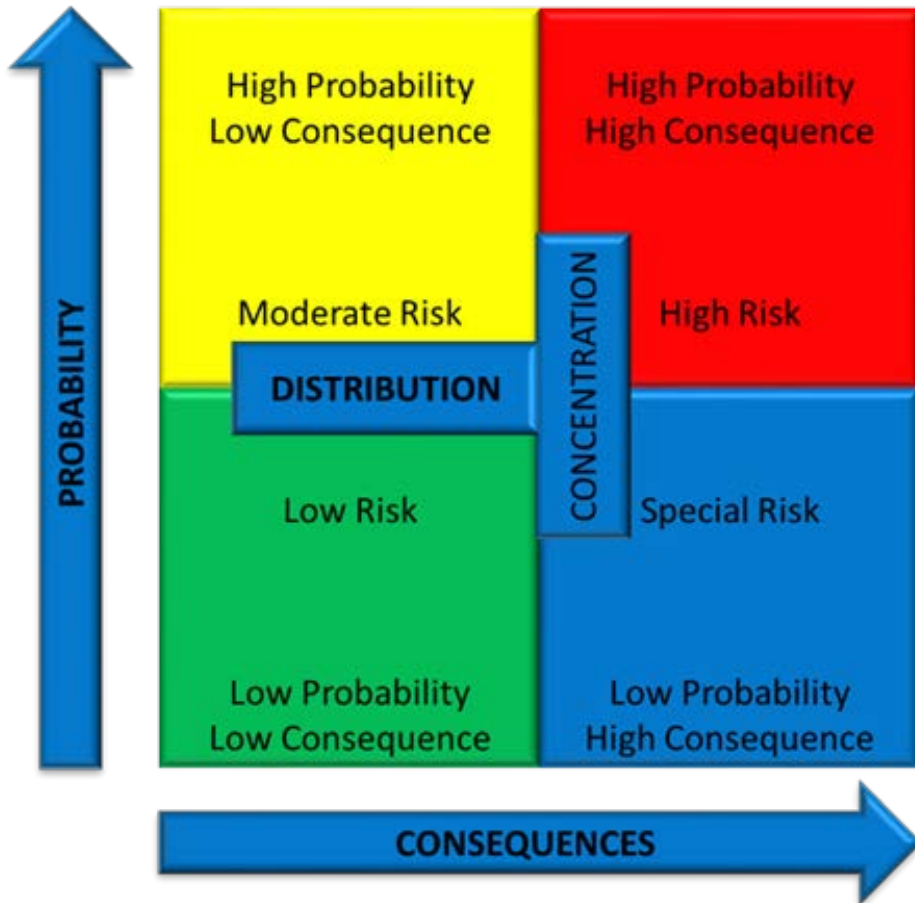 High Probability
Low Consequence
High Probability
High Consequence
Moderate Risk
High Risk
PROBABILITY
DISTRIBUTION
CONCENTRATION
Low Risk
Special Risk
Low Probability
Low Consequence
Low Probability
High Consequence
CONSEQUENCES